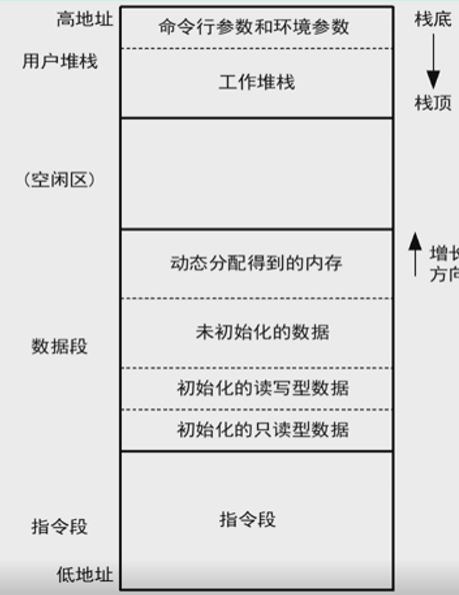 高地址
命令行参数和环境参数
栈底
用户堆栈
工作堆栈
栈顶
(空闲区)
动态分配得到的内存
增长
方向
未初始化的数据
数据段
初始化的读写型数据
初始化的只读型数据
指令段
指令段
低地址